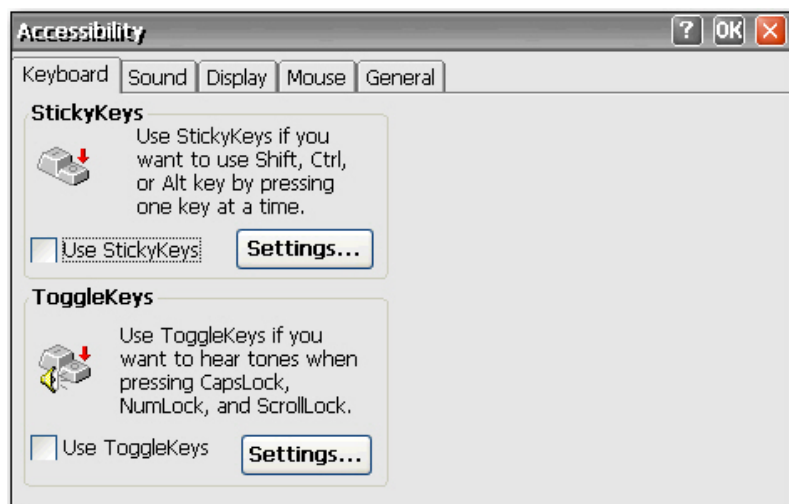 Accessibility ? OK
Keyboard Sound Display Mouse General
StickyKeys
Use StickyKeys if you
want to use Shift, Ctrl,
or Alt key by pressing
one key at a time.
Use StickyKeys Settings...
ToggleKeys
Use ToggleKeys if you
want to hear tones when
pressing CapsLock,
NumLock, and ScrollLock.
Use ToggleKeys Settings...